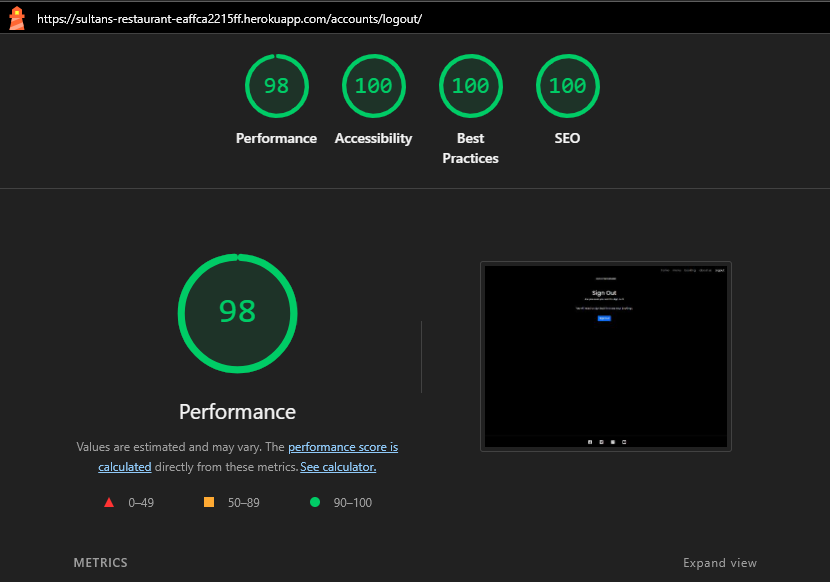 https://sultans-restaurant-eaffca2215ff.herokuapp.com/accounts/logout/
98
100
100
100
Performance
Accessibility
Best
Practices
SEO
98
Performance
Values are estimated and may vary. The performance score is
calculated directly from these metrics. See calculator.
0–49
50–89
90–100
Sign Out
METRICS
Expand view